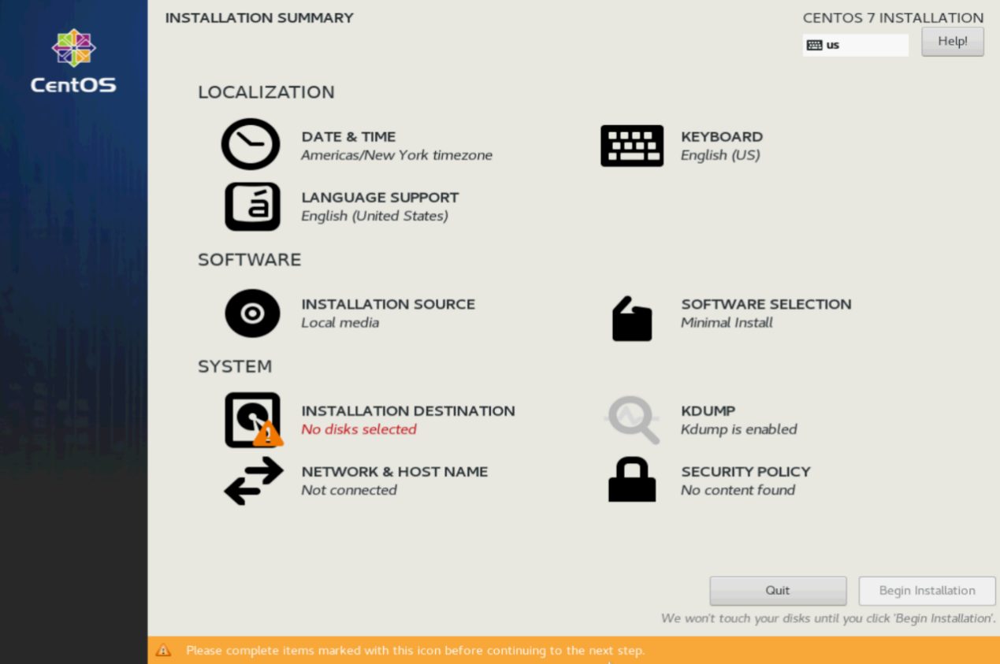 INSTALLATION SUMMARY
CENTOS 7 INSTALLATION
us
Help!
CentOS
LOCALIZATION
DATE & TIME
Americas/New York timezone
KEYBOARD
English (US)
LANGUAGE SUPPORT
English (United States)
SOFTWARE
INSTALLATION SOURCE
Local media
SOFTWARE SELECTION
Minimal Install
SYSTEM
INSTALLATION DESTINATION
No disks selected
KDUMP
Kdump is enabled
NETWORK & HOST NAME
Not connected
SECURITY POLICY
No content found
Quit
Begin Installation
We won't touch your disks until you click 'Begin Installation'.
Please complete items marked with this icon before continuing to the next step.